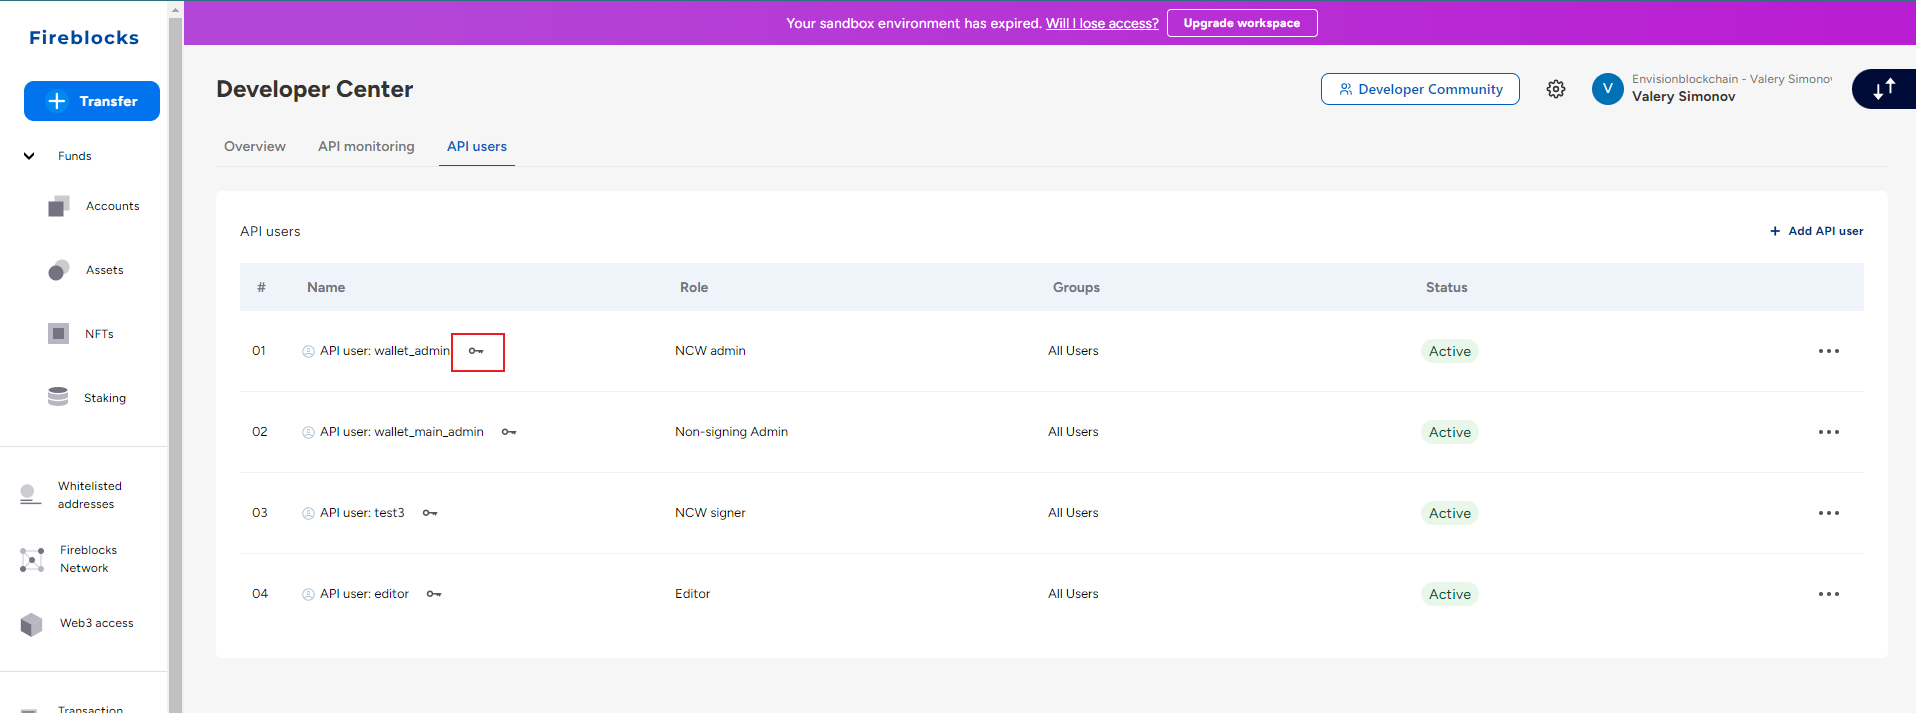 Your sandbox environment has expired. Will I lose access? Upgrade workspace
Fireblocks
Transfer
Funds
Accounts
Assets
NFTs
Staking
Whitelisted
addresses
Fireblocks
Network
Web3 access
Transaction
Developer Center
Developer Community
V
Envisionblockchain - Valery Simonov
Valery Simonov
Overview API monitoring API users
API users
+ Add API user
# Name Role Groups Status
01 API user: wallet_admin NCW admin All Users Active
02 API user: wallet_main_admin Non-signing Admin All Users Active
03 API user: test3 NCW signer All Users Active
04 API user: editor Editor All Users Active